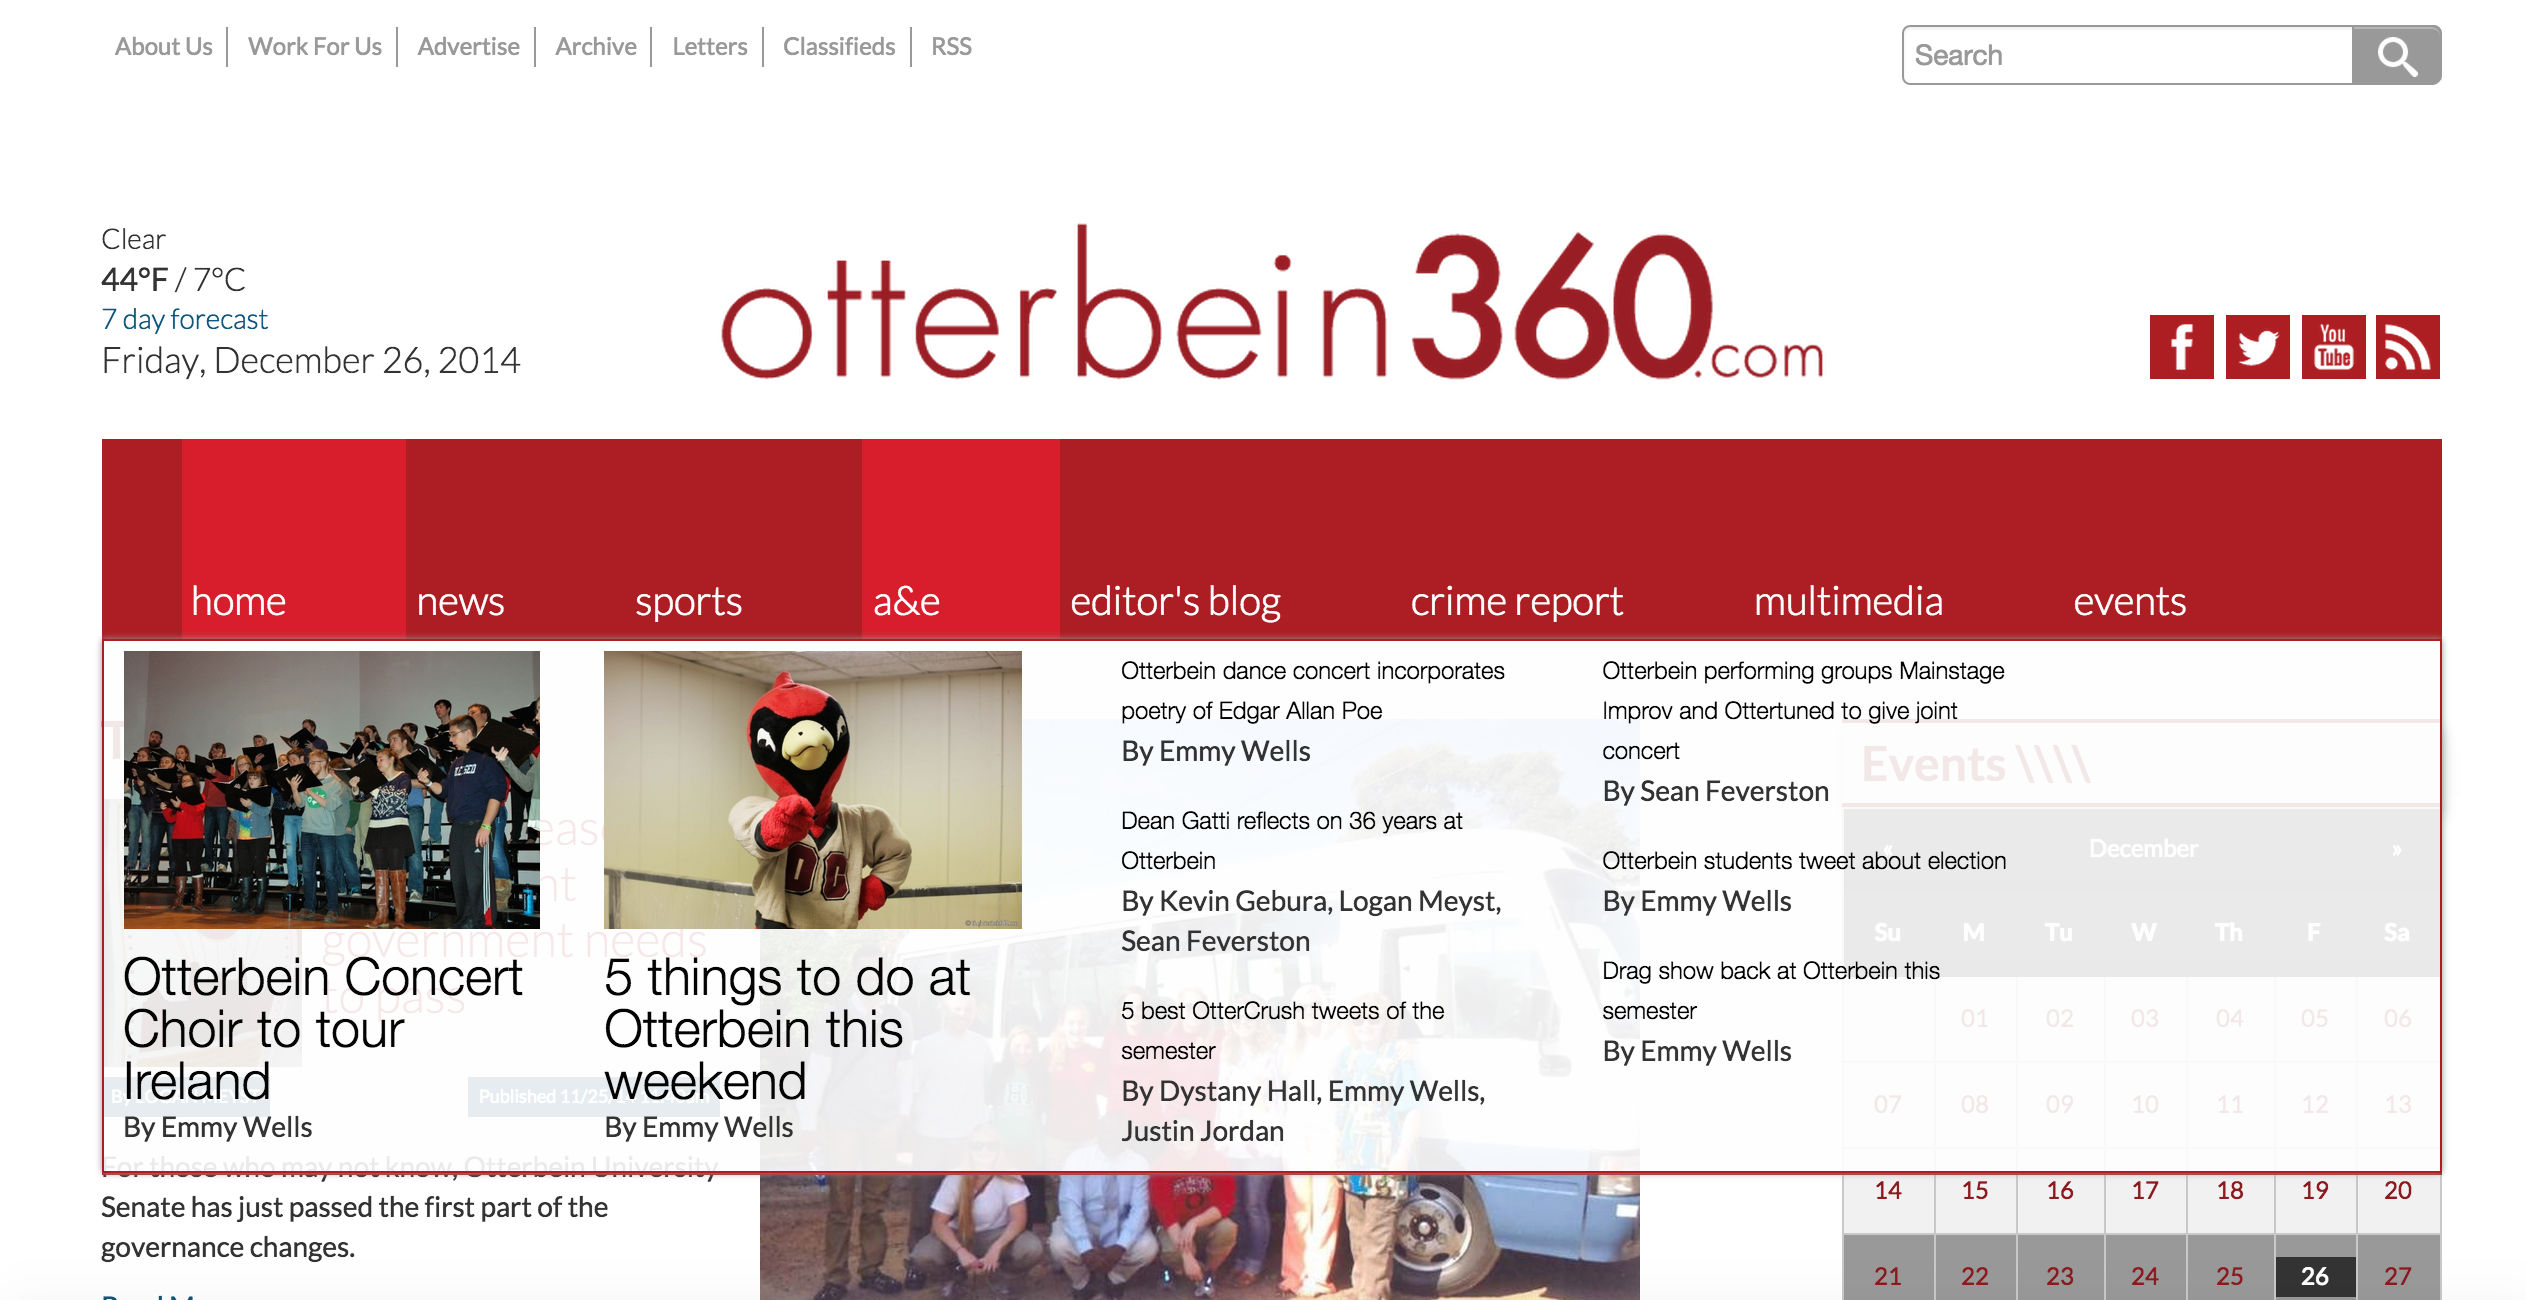 About Us
Work For Us
Advertise
Archive
Letters
Classifieds
RSS
Search
Clear
44°F / 7°C
7 day forecast
Friday, December 26, 2014
otterbein360.com
You
Tube
home
news
sports
a&e
editor's blog
crime report
multimedia
events
Otterbein Concert
Choir to tour
Ireland
By Emmy Wells
5 things to do at
Otterbein this
weekend
By Emmy Wells
Otterbein dance concert incorporates
poetry of Edgar Allan Poe
By Emmy Wells
Dean Gatti reflects on 36 years at
Otterbein
By Kevin Gebura, Logan Meyst,
Sean Feverston
5 best OtterCrush tweets of the
semester
By Dystany Hall, Emmy Wells,
Justin Jordan
Otterbein performing groups Mainstage
Improv and Ottertuned to give joint
concert
By Sean Feverston
Otterbein students tweet about election
By Emmy Wells
Drag show back at Otterbein this
semester
By Emmy Wells
government needs
to pass
Published 11/25/
For those who may not know, Otterbein University
Senate has just passed the first part of the
governance changes.
Events \\\\
« December »
Su M Tu W Th F Sa
01 02 03 04 05 06
07 08 09 10 11 12 13
14 15 16 17 18 19 20
21 22 23 24 25 26 27